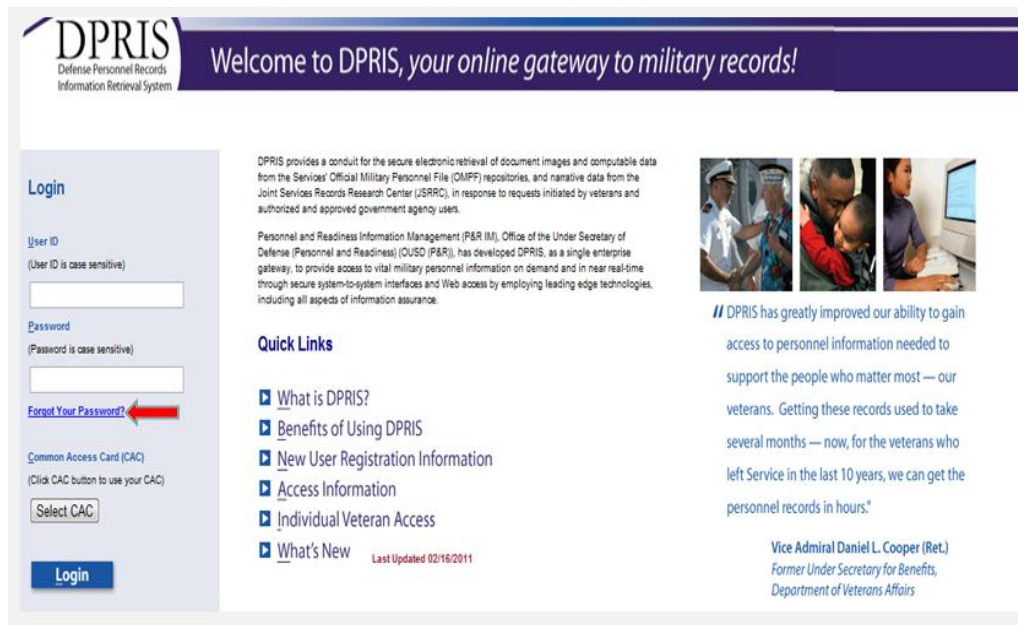 DPRIS
Defense Personnel Records
Information Retrieval System
Welcome to DPRIS, your online gateway to military records!
Login
User ID
(User ID is case sensitive)
Password
(Password is case sensitive)
Forgot Your Password?
Common Access Card (CAC)
(Click CAC button to use your CAC)
Select CAC
Login
DPRIS provides a conduit for the secure electronic retrieval of document images and computable data
from the Services' Official Military Personnel File (OMPF) repositories, and narrative data from the
Joint Services Records Research Center (JSRRC), in response to requests initiated by veterans and
authorized and approved government agency users.
Personnel and Readiness Information Management (P&R IM), Office of the Under Secretary of
Defense (Personnel and Readiness) (OUSD (P&R)), has developed DPRIS, as a single enterprise
gateway, to provide access to vital military personnel information on demand and in near real-time
through secure system-to-system interfaces and Web access by employing leading edge technologies,
including all aspects of information assurance.
Quick Links
What is DPRIS?
Benefits of Using DPRIS
New User Registration Information
Access Information
Individual Veteran Access
What's New Last Updated 02/16/2011
"DPRIS has greatly improved our ability to gain
access to personnel information needed to
support the people who matter most — our
veterans. Getting these records used to take
several months — now, for the veterans who
left Service in the last 10 years, we can get the
personnel records in hours."
Vice Admiral Daniel L. Cooper (Ret.)
Former Under Secretary for Benefits,
Department of Veterans Affairs